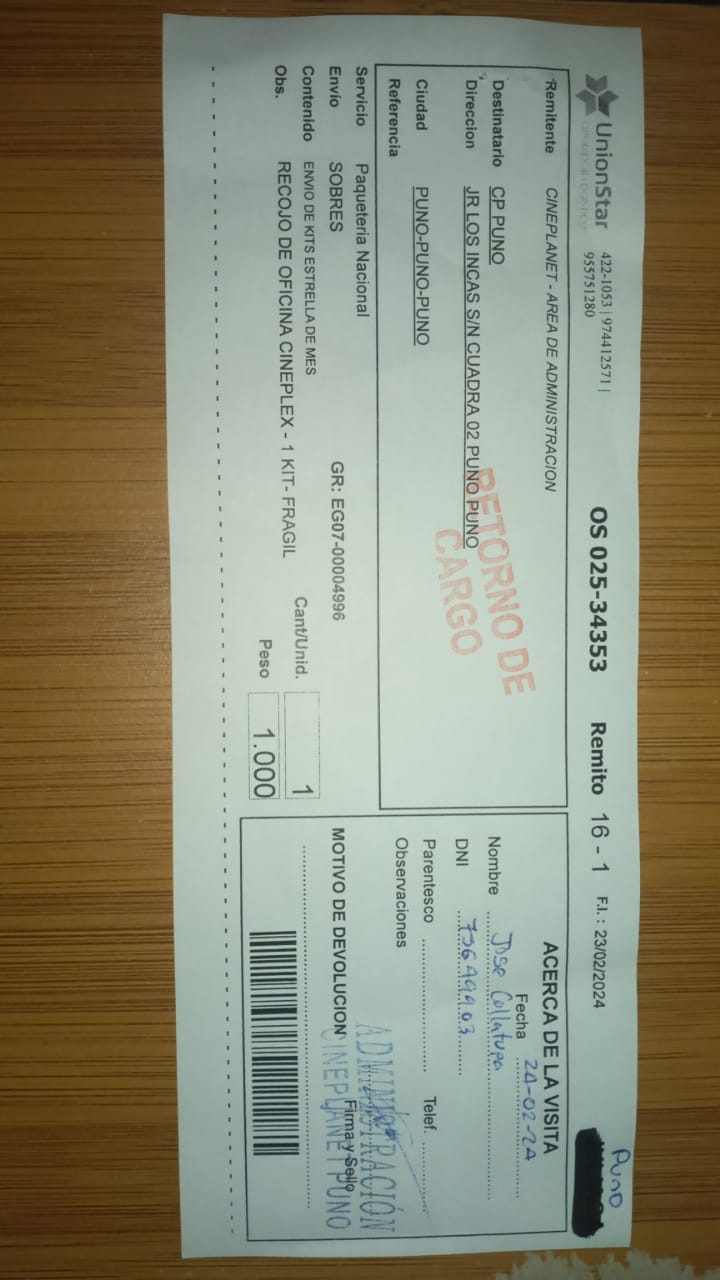 UnionStar
422-1053 | 974412571 |
955751280
OS 025-34353
Remito 16 - 1
F.I.: 23/02/2024
Puno
Remitente CINEPLANET - AREA DE ADMINISTRACION
Destinatario CP PUNO
Direccion JR LOS INCAS S/N CUADRA 02 PUNO PUNO
Ciudad PUNO-PUNO-PUNO
Referencia
RETORNO DE
CARGO
Servicio Paqueteria Nacional
Envío SOBRES GR: EG07-00004996
Contenido ENVIO DE KITS ESTRELLA DE MES
Obs. RECOJO DE OFICINA CINEPLEX - 1 KIT- FRAGIL
Cant/Unid. 1
Peso 1.000
ACERCA DE LA VISITA
Fecha 24-02-24
Nombre Jose Collatupa
DNI 73649903
Parentesco Telef.
Observaciones
MOTIVO DE DEVOLUCION
Firma y Sello
ADMINISTRACIÓN
CINEPLANET PUNO